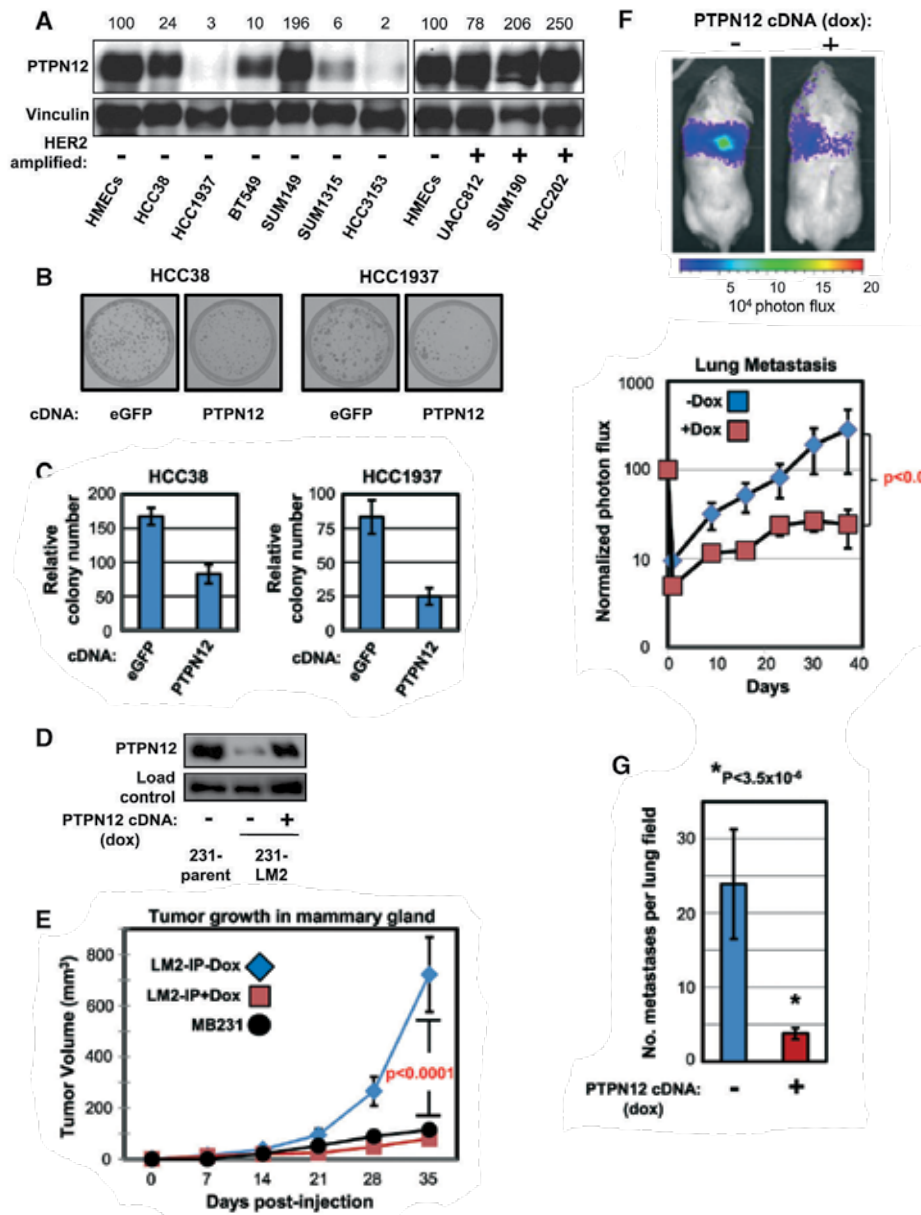 A
100 24 3 10 196 6 2 100 78 206 250
PTPN12
Vinculin
HER2
amplified: - - - - - - - - + + +
HMECs HCC38 HCC1937 BT549 SUM149 SUM1315 HCC3153 HMECs UACC812 SUM190 HCC202
B
HCC38 HCC1937
cDNA: eGFP PTPN12 eGFP PTPN12
C
HCC38
Relative
colony number
200
150
100
50
0
cDNA: eGFP PTPN12
HCC1937
Relative
colony number
100
75
50
25
0
cDNA: eGFP PTPN12
D
PTPN12
Load
control
PTPN12 cDNA: - - +
(dox)
231-
parent
231-
LM2
E
Tumor growth in mammary gland
Tumor Volume (mm³)
800
600
400
200
0
LM2-IP-Dox
LM2-IP+Dox
MB231
p<0.0001
0 7 14 21 28 35
Days post-injection
F
PTPN12 cDNA (dox):
- +
5 10 15 20
10⁴ photon flux
Lung Metastasis
Normalized photon flux
1000
100
10
0
-Dox
+Dox
p<0.0
0 10 20 30 40
Days
G
*P<3.5x10⁻⁶
No. metastases per lung field
30
20
10
0
*
PTPN12 cDNA: - +
(dox)